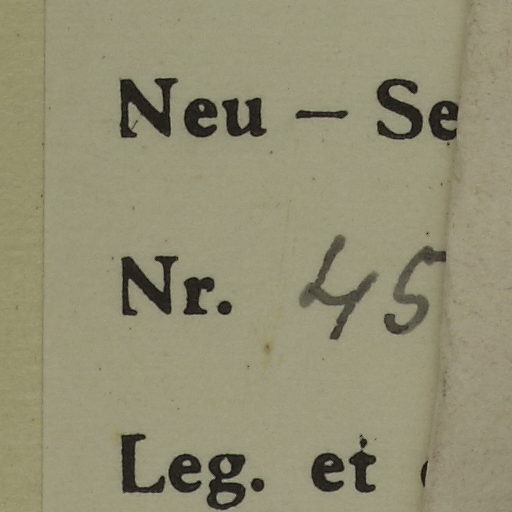 Neu – Se
Nr. 45
Leg. et